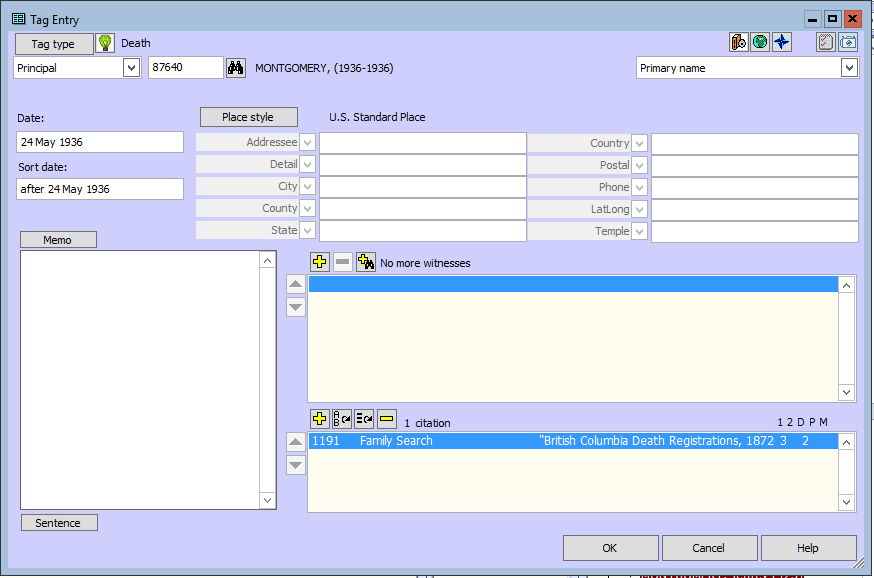 Tag Entry
Tag type Death
Principal 87640 MONTGOMERY, (1936-1936) Primary name
Date: Place style U.S. Standard Place
24 May 1936 Addressee Country
Sort date: Detail Postal
after 24 May 1936 City Phone
County LatLong
State Temple
Memo
No more witnesses
1 citation 1 2 D P M
1191 Family Search "British Columbia Death Registrations, 1872 3 2
Sentence
OK Cancel Help